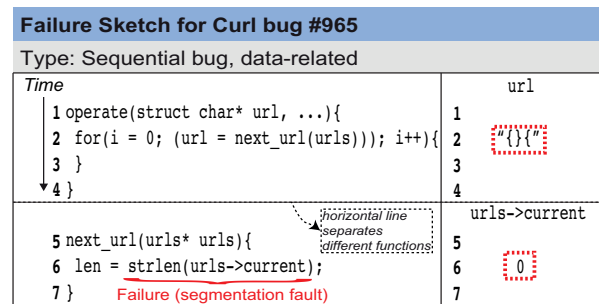 Failure Sketch for Curl bug #965
Type: Sequential bug, data-related
Time
url
1 operate(struct char* url, ...){
1
2 for(i = 0; (url = next_url(urls))); i++){
2 "{}{"
3 }
3
4 }
4
horizontal line
separates
different functions
urls->current
5 next_url(urls* urls){
5
6 len = strlen(urls->current);
6 0
7 }
Failure (segmentation fault)
7